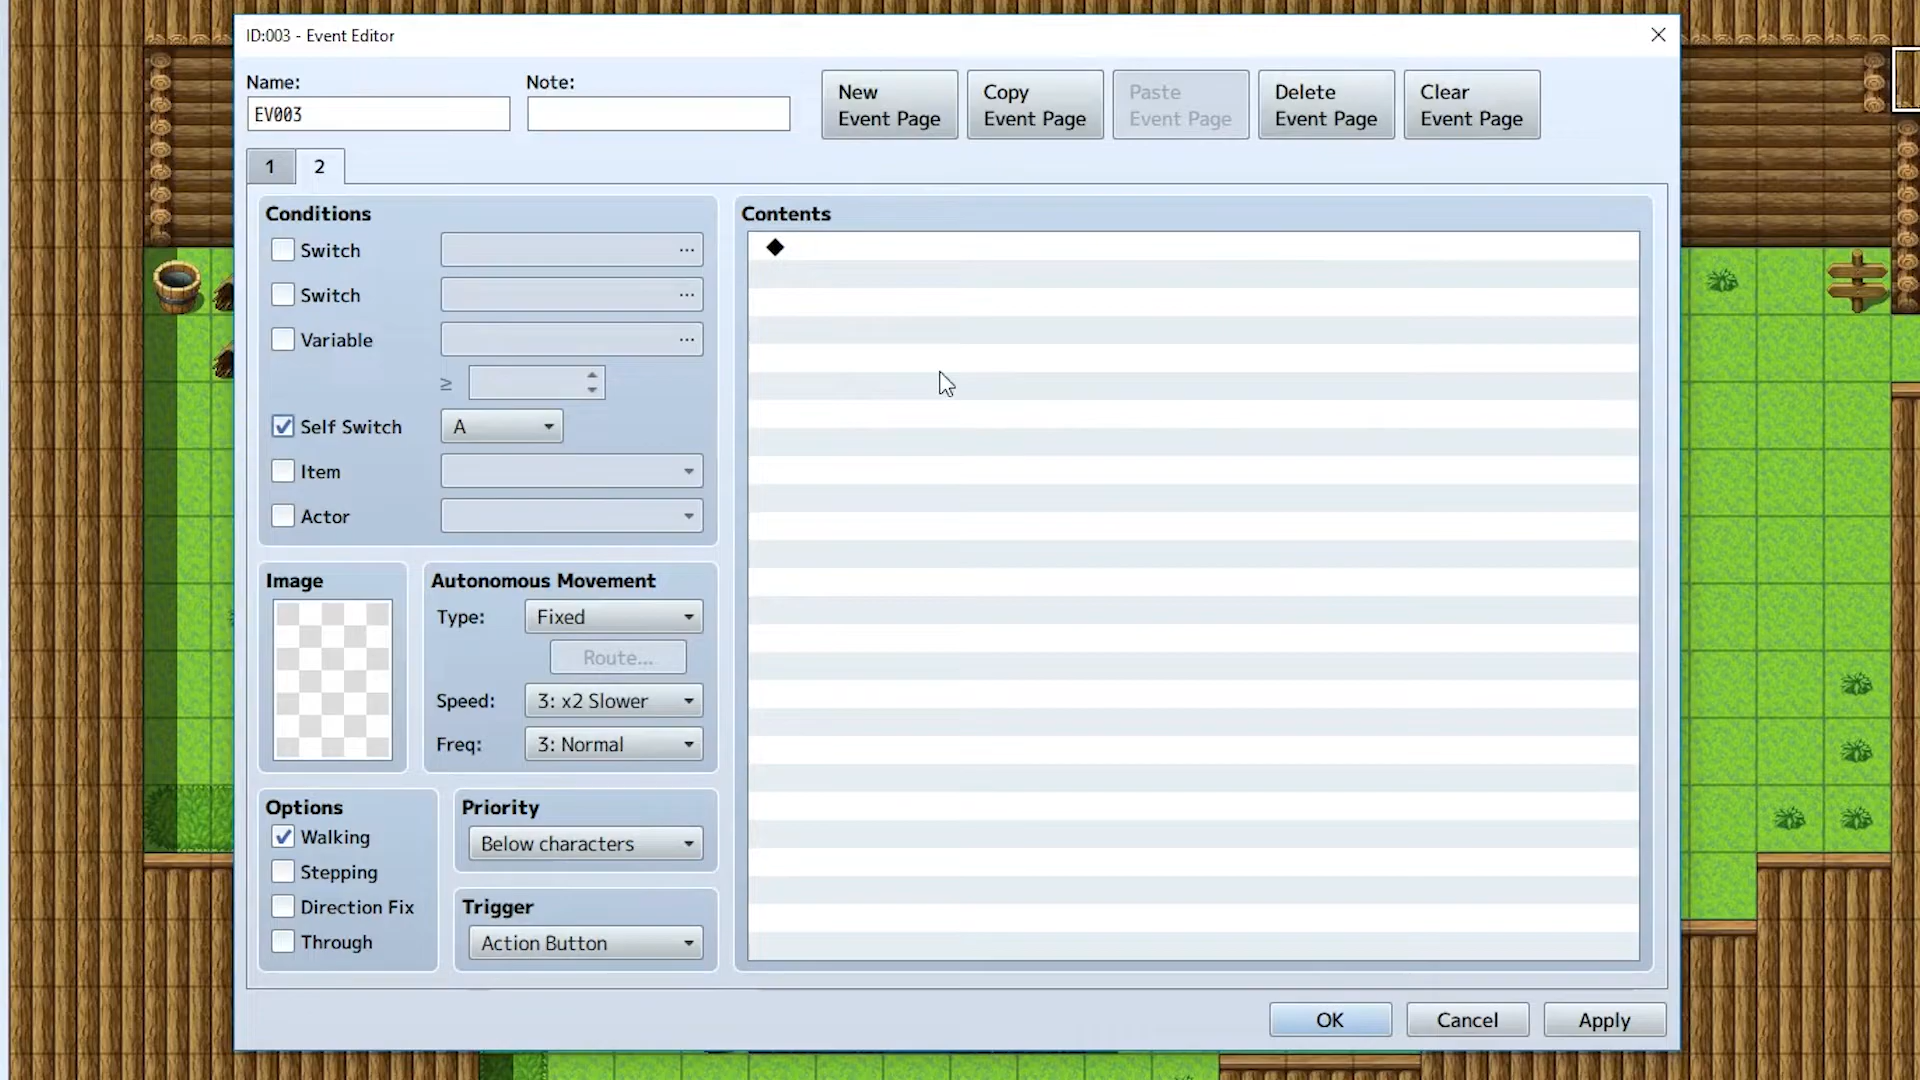 ID:003 - Event Editor
Name:
Note:
EV003
New
Event Page
Copy
Event Page
Paste
Event Page
Delete
Event Page
Clear
Event Page
1
2
Conditions
Switch
...
Switch
...
Variable
...
≥
Self Switch
A
Item
Actor
Image
Autonomous Movement
Type:
Fixed
Route...
Speed:
3: x2 Slower
Freq:
3: Normal
Options
Walking
Stepping
Direction Fix
Through
Priority
Below characters
Trigger
Action Button
Contents
OK
Cancel
Apply